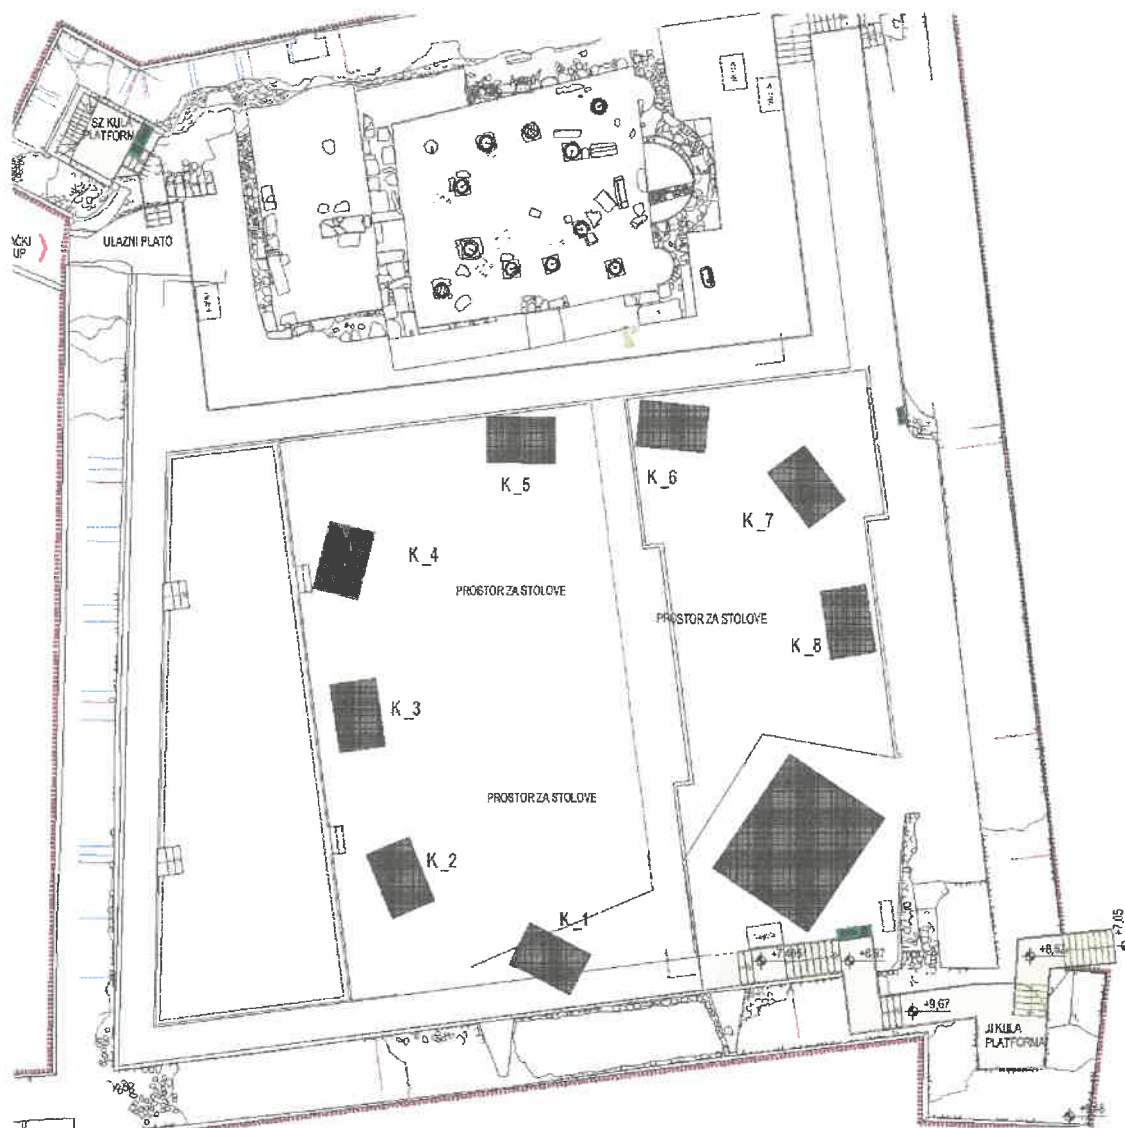 SZ KULA
PLATFORM
ULAZNI PLATO
K_5
K_6
K_7
K_4
PROSTOR ZA STOLOVE
PROSTOR ZA STOLOVE
K_8
K_3
PROSTOR ZA STOLOVE
K_2
K_1
+7,05
+9,67
JI KULA
PLATFORMA